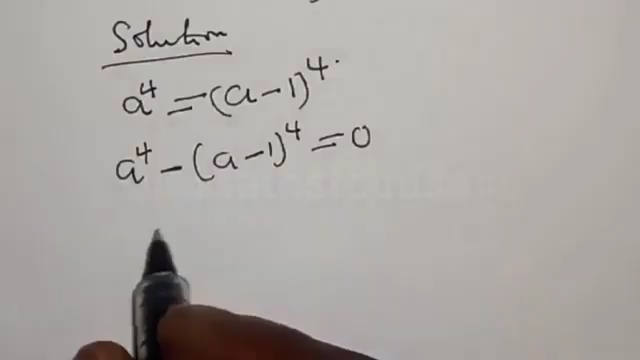 Solution
a⁴ = (a-1)⁴
a⁴ - (a-1)⁴ = 0